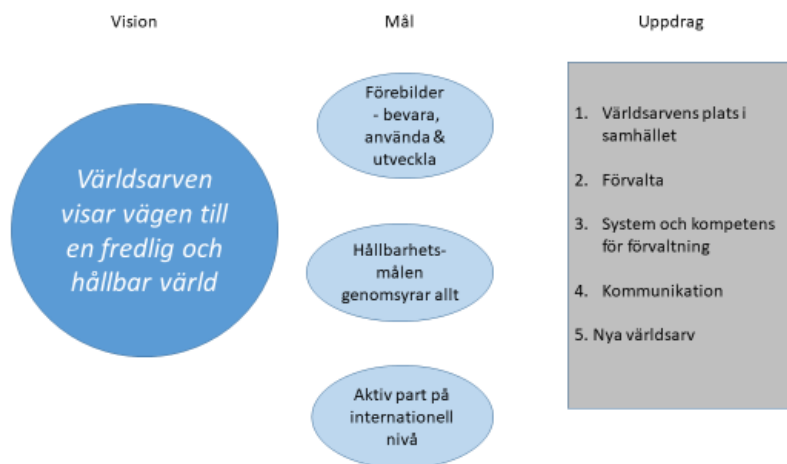 Vision
Världsarven
visar vägen till
en fredlig och
hållbar värld
Mål
Förebilder
- bevara,
använda &
utveckla
Hållbarhets-
målen
genomsyrar allt
Aktiv part på
internationell
nivå
Uppdrag
1. Världsarvens plats i
samhället
2. Förvalta
3. System och kompetens
för förvaltning
4. Kommunikation
5. Nya världsarv